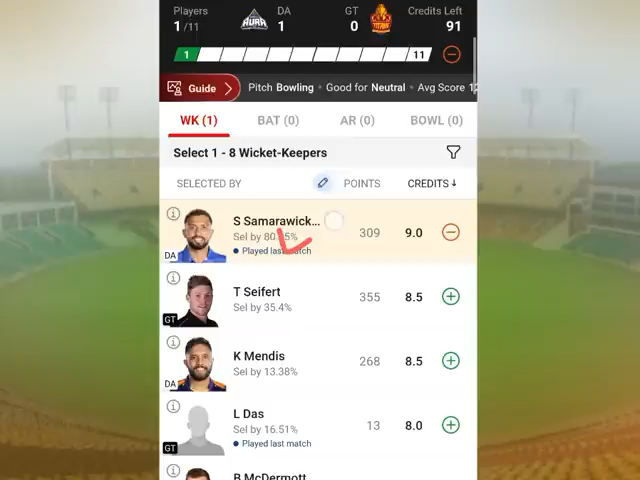 Players
DA
GT
Credits Left
1 /11
1
0
91
AURA
TITANS
1
11
Guide
Pitch Bowling • Good for Neutral • Avg Score
WK (1)
BAT (0)
AR (0)
BOWL (0)
Select 1 - 8 Wicket-Keepers
SELECTED BY
POINTS
CREDITS↓
S Samarawick...
309
9.0
Played last match
DA
T Seifert
Sel by 35.4%
355
8.5
GT
K Mendis
Sel by 13.38%
268
8.5
DA
L Das
Sel by 16.51%
13
8.0
Played last match
GT
B McDermott